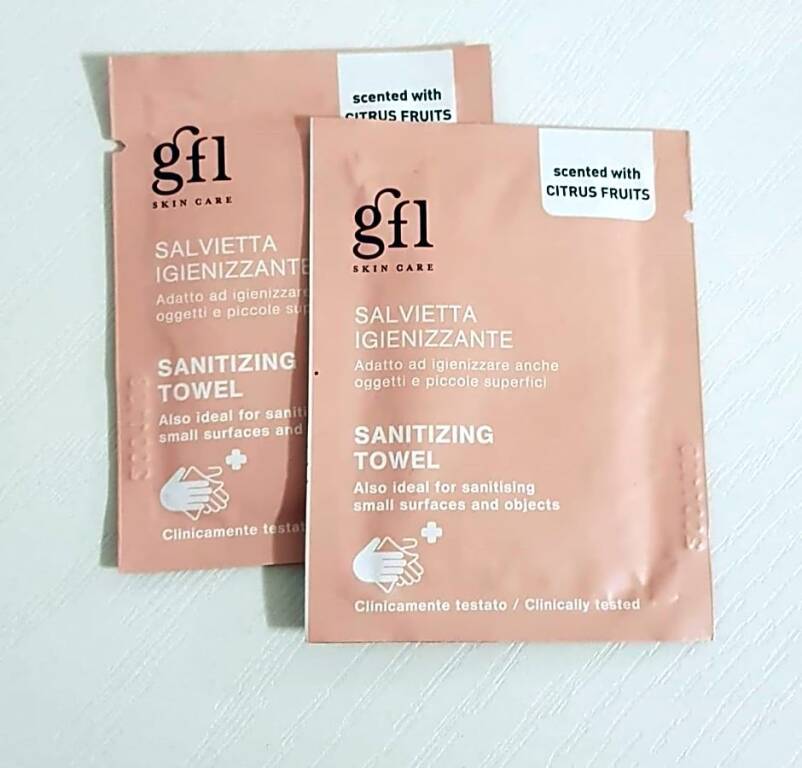 scented with
CITRUS FRUITS
gfl
SKIN CARE
SALVIETTA
IGIENIZZANTE
Adatto ad igienizzare
oggetti e piccole sup
SANITIZING
TOWEL
Also ideal for saniti
small surfaces and
Clinicamente testat
scented with
CITRUS FRUITS
gfl
SKIN CARE
SALVIETTA
IGIENIZZANTE
Adatto ad igienizzare anche
oggetti e piccole superfici
SANITIZING
TOWEL
Also ideal for sanitising
small surfaces and objects
Clinicamente testato / Clinically tested